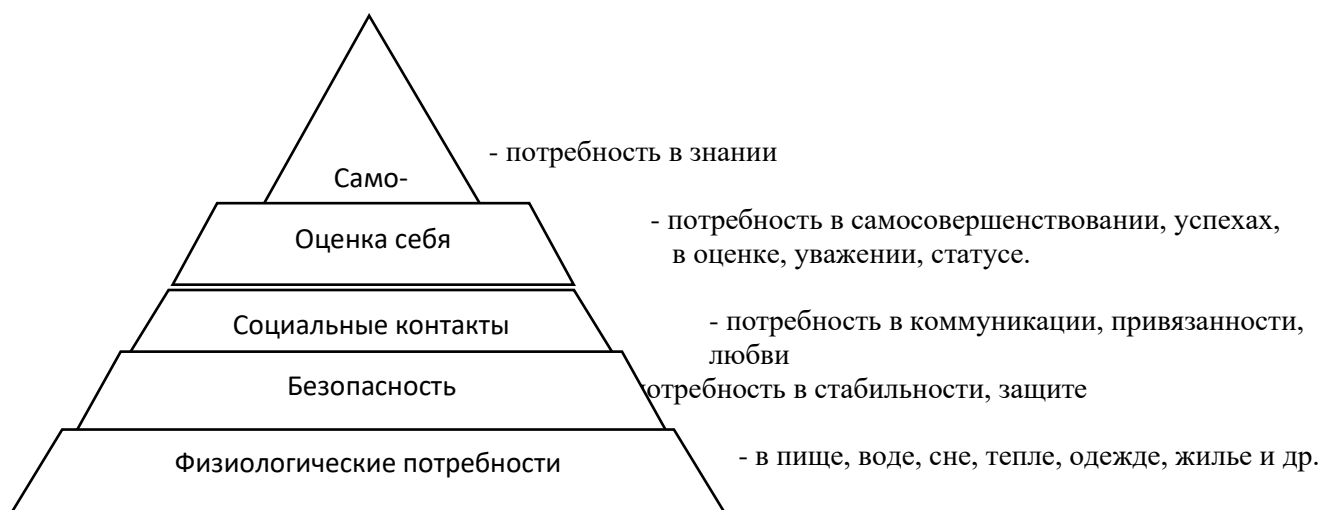 - потребность в знании
Само-
- потребность в самосовершенствовании, успехах,
в оценке, уважении, статусе.
Оценка себя
- потребность в коммуникации, привязанности,
любви
Социальные контакты
Безопасность
отребность в стабильности, защите
Физиологические потребности
- в пище, воде, сне, тепле, одежде, жилье и др.